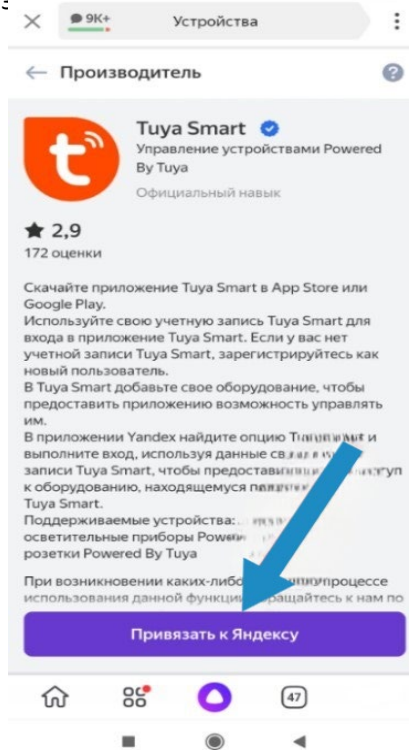 9K+
Устройства
Производитель
?
Tuya Smart
Управление устройствами Powered
By Tuya
Официальный навык
2,9
172 оценки
Скачайте приложение Tuya Smart в App Store или
Google Play.
Используйте свою учетную запись Tuya Smart для
входа в приложение Tuya Smart. Если у вас нет
учетной записи Tuya Smart, зарегистрируйтесь как
новый пользователь.
В Tuya Smart добавьте свое оборудование, чтобы
предоставить приложению возможность управлять
им.
В приложении Yandex найдите опцию и
выполните вход, используя данные
записи Tuya Smart, чтобы
к оборудованию, находящемуся
Tuya Smart.
Поддерживаемые устройства:
осветительные приборы
розетки Powered By Tuya
При возникновении каких-либо процессе
использования данной функции к нам по
Привязать к Яндексу
47